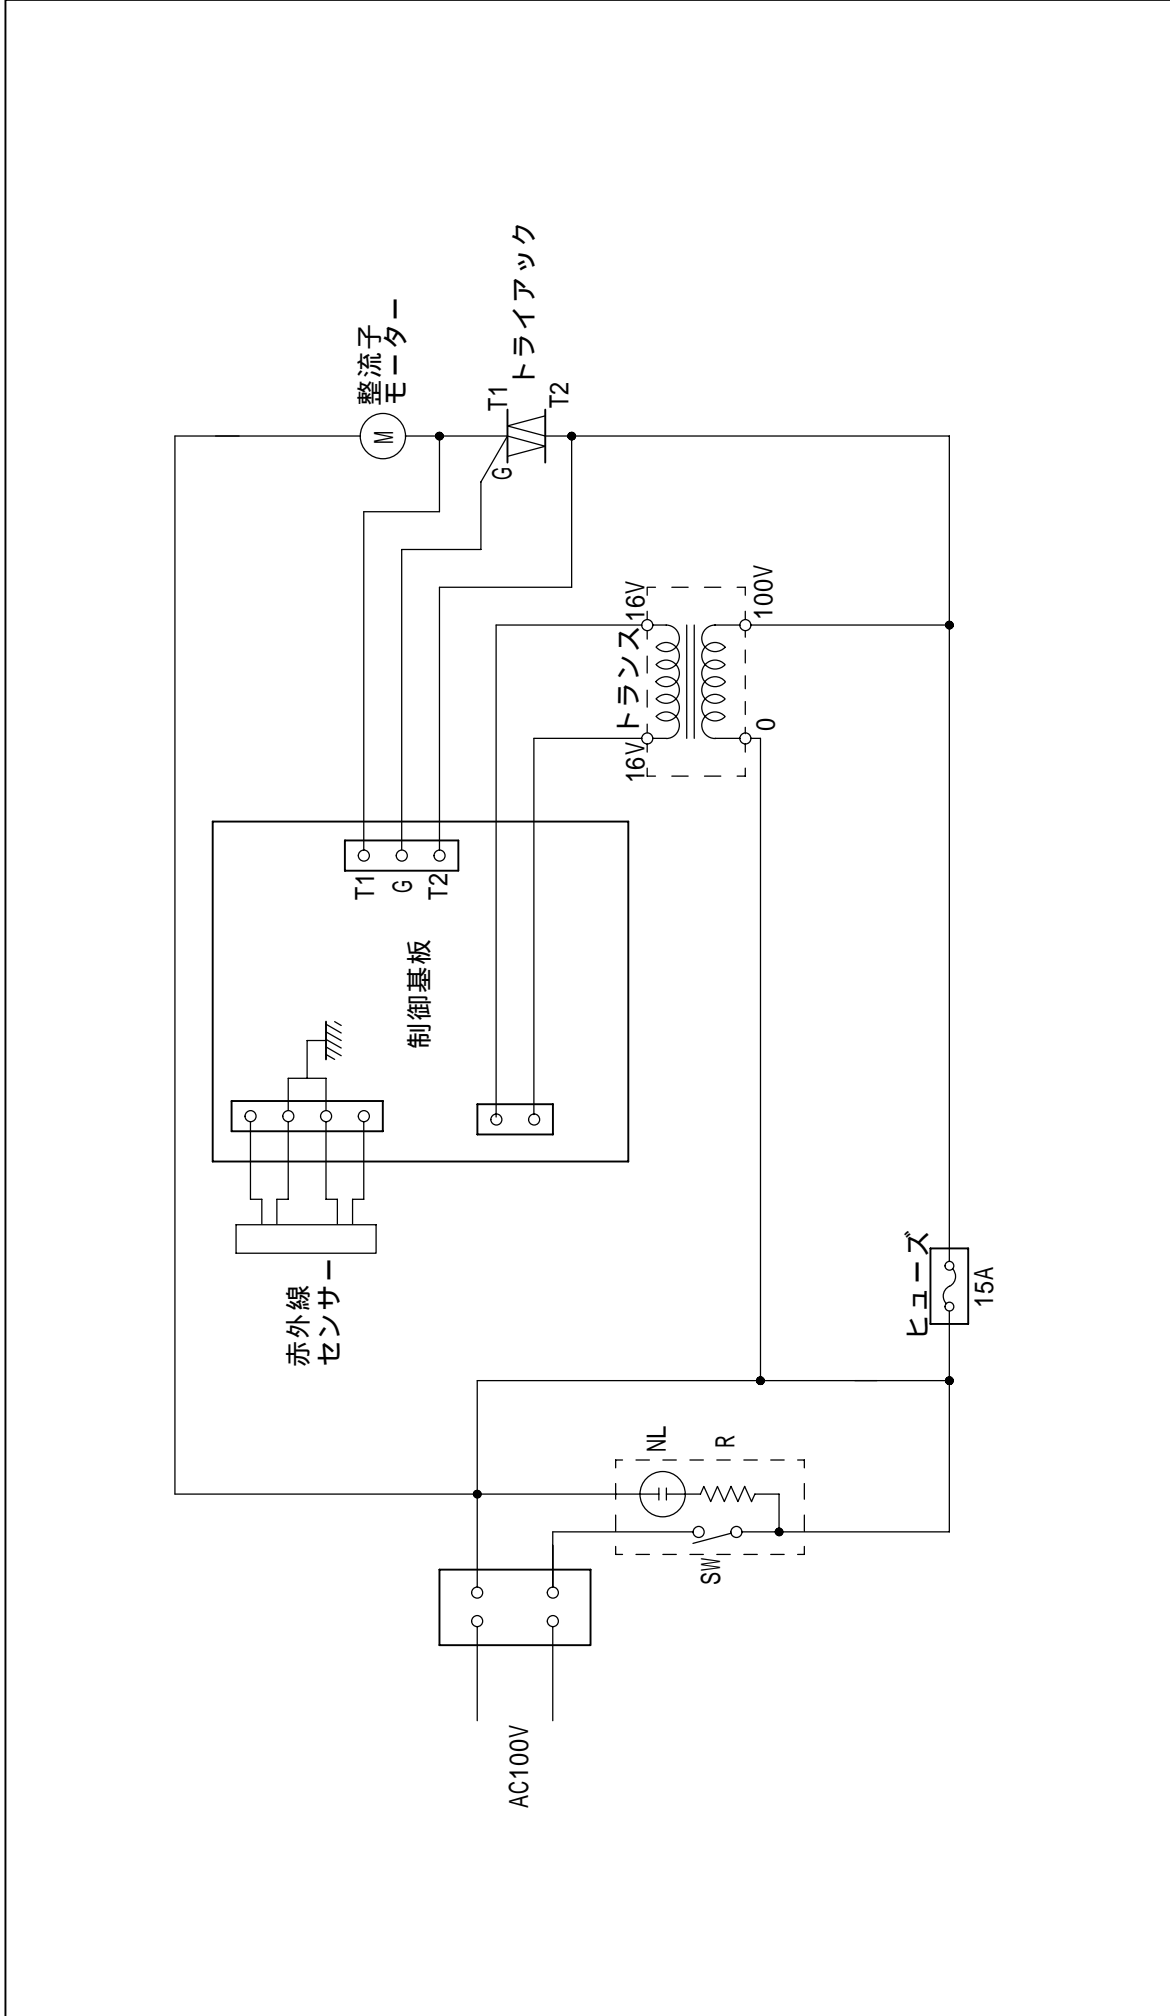 整流子
モーター
M
トライアック
T1
T2
G
16V
トランス
16V
100V
0
T1
G
T2
制御基板
赤外線
センサー
ヒューズ
15A
NL
R
SW
AC100V